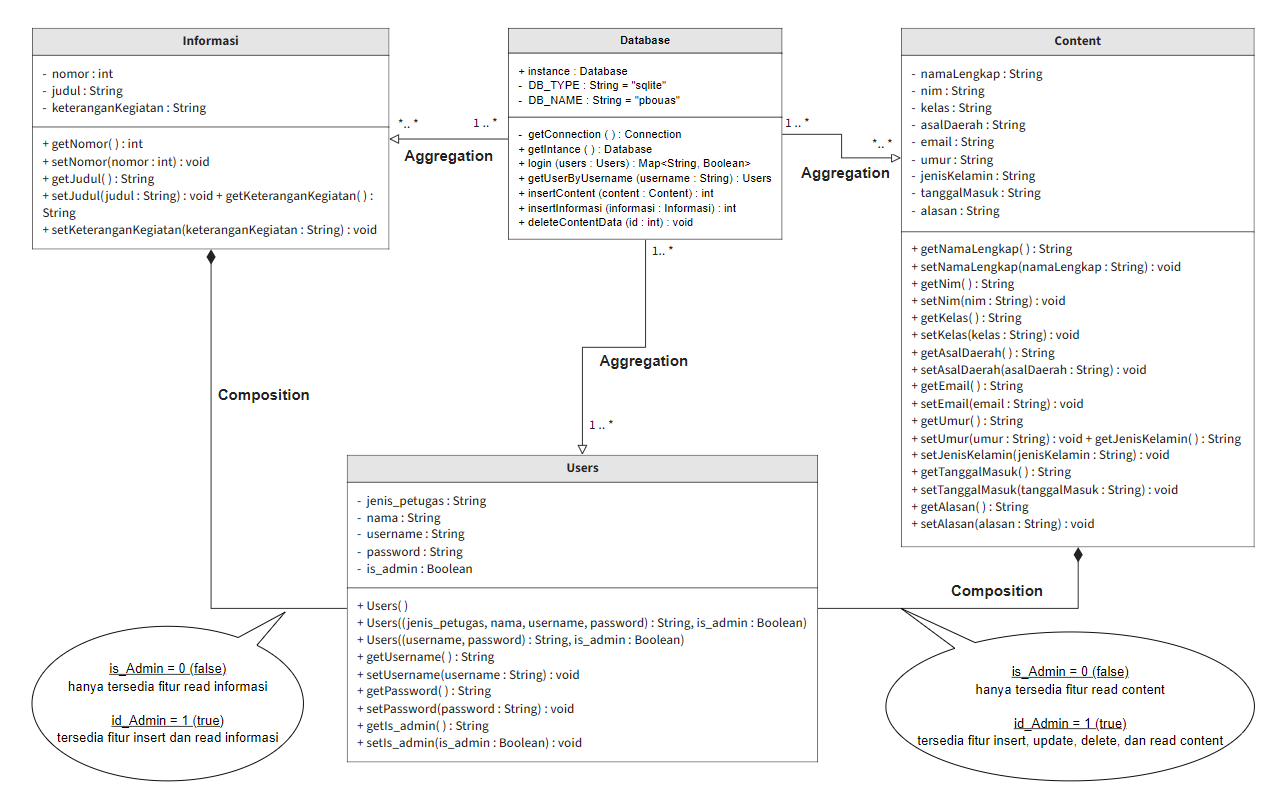 Informasi
- nomor : int
- judul : String
- keteranganKegiatan : String
+ getNomor( ) : int
+ setNomor(nomor : int) : void
+ getJudul( ) : String
+ setJudul(judul : String) : void + getKeteranganKegiatan( ) :
String
+ setKeteranganKegiatan(keteranganKegiatan : String) : void
*.. *
1 .. *
Aggregation
Database
+ instance : Database
- DB_TYPE : String = "sqlite"
- DB_NAME : String = "pbouas"
- getConnection ( ) : Connection
+ getIntance ( ) : Database
+ login (users : Users) : Map<String, Boolean>
+ getUserByUsername (username : String) : Users
+ insertContent (content : Content) : int
+ insertInformasi (informasi : Informasi) : int
+ deleteContentData (id : int) : void
1 .. *
*.. *
Aggregation
Content
- namaLengkap : String
- nim : String
- kelas : String
- asalDaerah : String
- email : String
- umur : String
- jenisKelamin : String
- tanggalMasuk : String
- alasan : String
+ getNamaLengkap( ) : String
+ setNamaLengkap(namaLengkap : String) : void
+ getNim( ) : String
+ setNim(nim : String) : void
+ getKelas( ) : String
+ setKelas(kelas : String) : void
+ getAsalDaerah( ) : String
+ setAsalDaerah(asalDaerah : String) : void
+ getEmail( ) : String
+ setEmail(email : String) : void
+ getUmur( ) : String
+ setUmur(umur : String) : void + getJenisKelamin( ) : String
+ setJenisKelamin(jenisKelamin : String) : void
+ getTanggalMasuk( ) : String
+ setTanggalMasuk(tanggalMasuk : String) : void
+ getAlasan( ) : String
+ setAlasan(alasan : String) : void
1.. *
Aggregation
1 .. *
Composition
Users
- jenis_petugas : String
- nama : String
- username : String
- password : String
- is_admin : Boolean
+ Users( )
+ Users((jenis_petugas, nama, username, password) : String, is_admin : Boolean)
+ Users((username, password) : String, is_admin : Boolean)
+ getUsername( ) : String
+ setUsername(username : String) : void
+ getPassword( ) : String
+ setPassword(password : String) : void
+ getIs_admin( ) : String
+ setIs_admin(is_admin : Boolean) : void
Composition
is_Admin = 0 (false)
hanya tersedia fitur read informasi
id_Admin = 1 (true)
tersedia fitur insert dan read informasi
is_Admin = 0 (false)
hanya tersedia fitur read content
id_Admin = 1 (true)
tersedia fitur insert, update, delete, dan read content